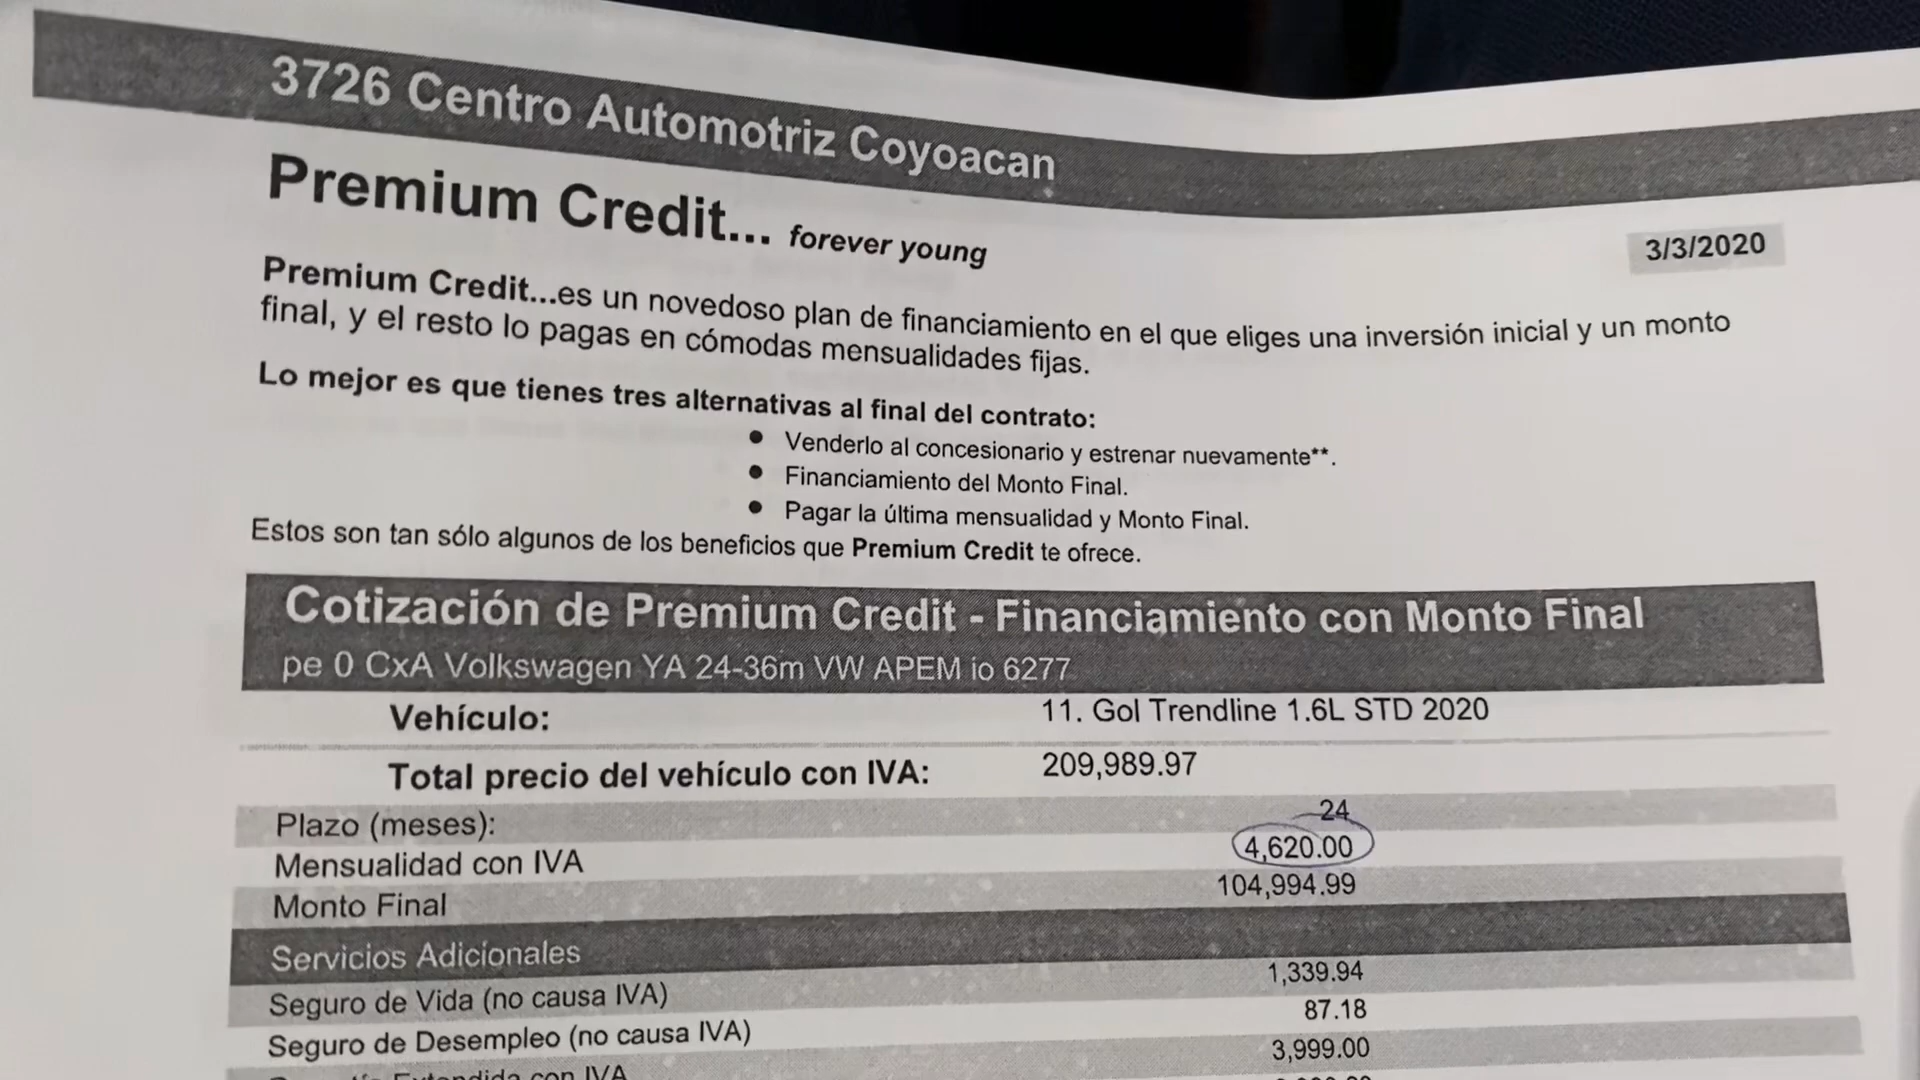 3726 Centro Automotriz Coyoacan
Premium Credit... forever young
3/3/2020
Premium Credit...es un novedoso plan de financiamiento en el que eliges una inversión inicial y un monto
final, y el resto lo pagas en cómodas mensualidades fijas.
Lo mejor es que tienes tres alternativas al final del contrato:
• Venderlo al concesionario y estrenar nuevamente**.
• Financiamiento del Monto Final.
• Pagar la última mensualidad y Monto Final.
Estos son tan sólo algunos de los beneficios que Premium Credit te ofrece.
Cotización de Premium Credit - Financiamiento con Monto Final
pe 0 CxA Volkswagen YA 24-36m VW APEM io 6277
Vehículo: 11. Gol Trendline 1.6L STD 2020
Total precio del vehículo con IVA: 209,989.97
Plazo (meses): 24
Mensualidad con IVA 4,620.00
Monto Final 104,994.99
Servicios Adicionales
Seguro de Vida (no causa IVA) 1,339.94
Seguro de Desempleo (no causa IVA) 87.18
Extendida con IVA 3,999.00